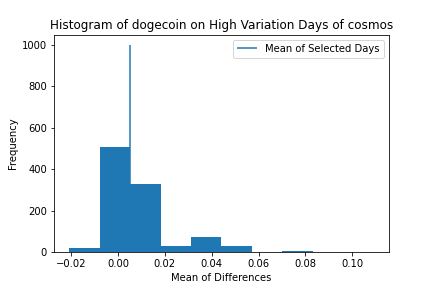 Histogram of dogecoin on High Variation Days of cosmos
Mean of Selected Days
Frequency
1000
800
600
400
200
0
−0.02 0.00 0.02 0.04 0.06 0.08 0.10
Mean of Differences